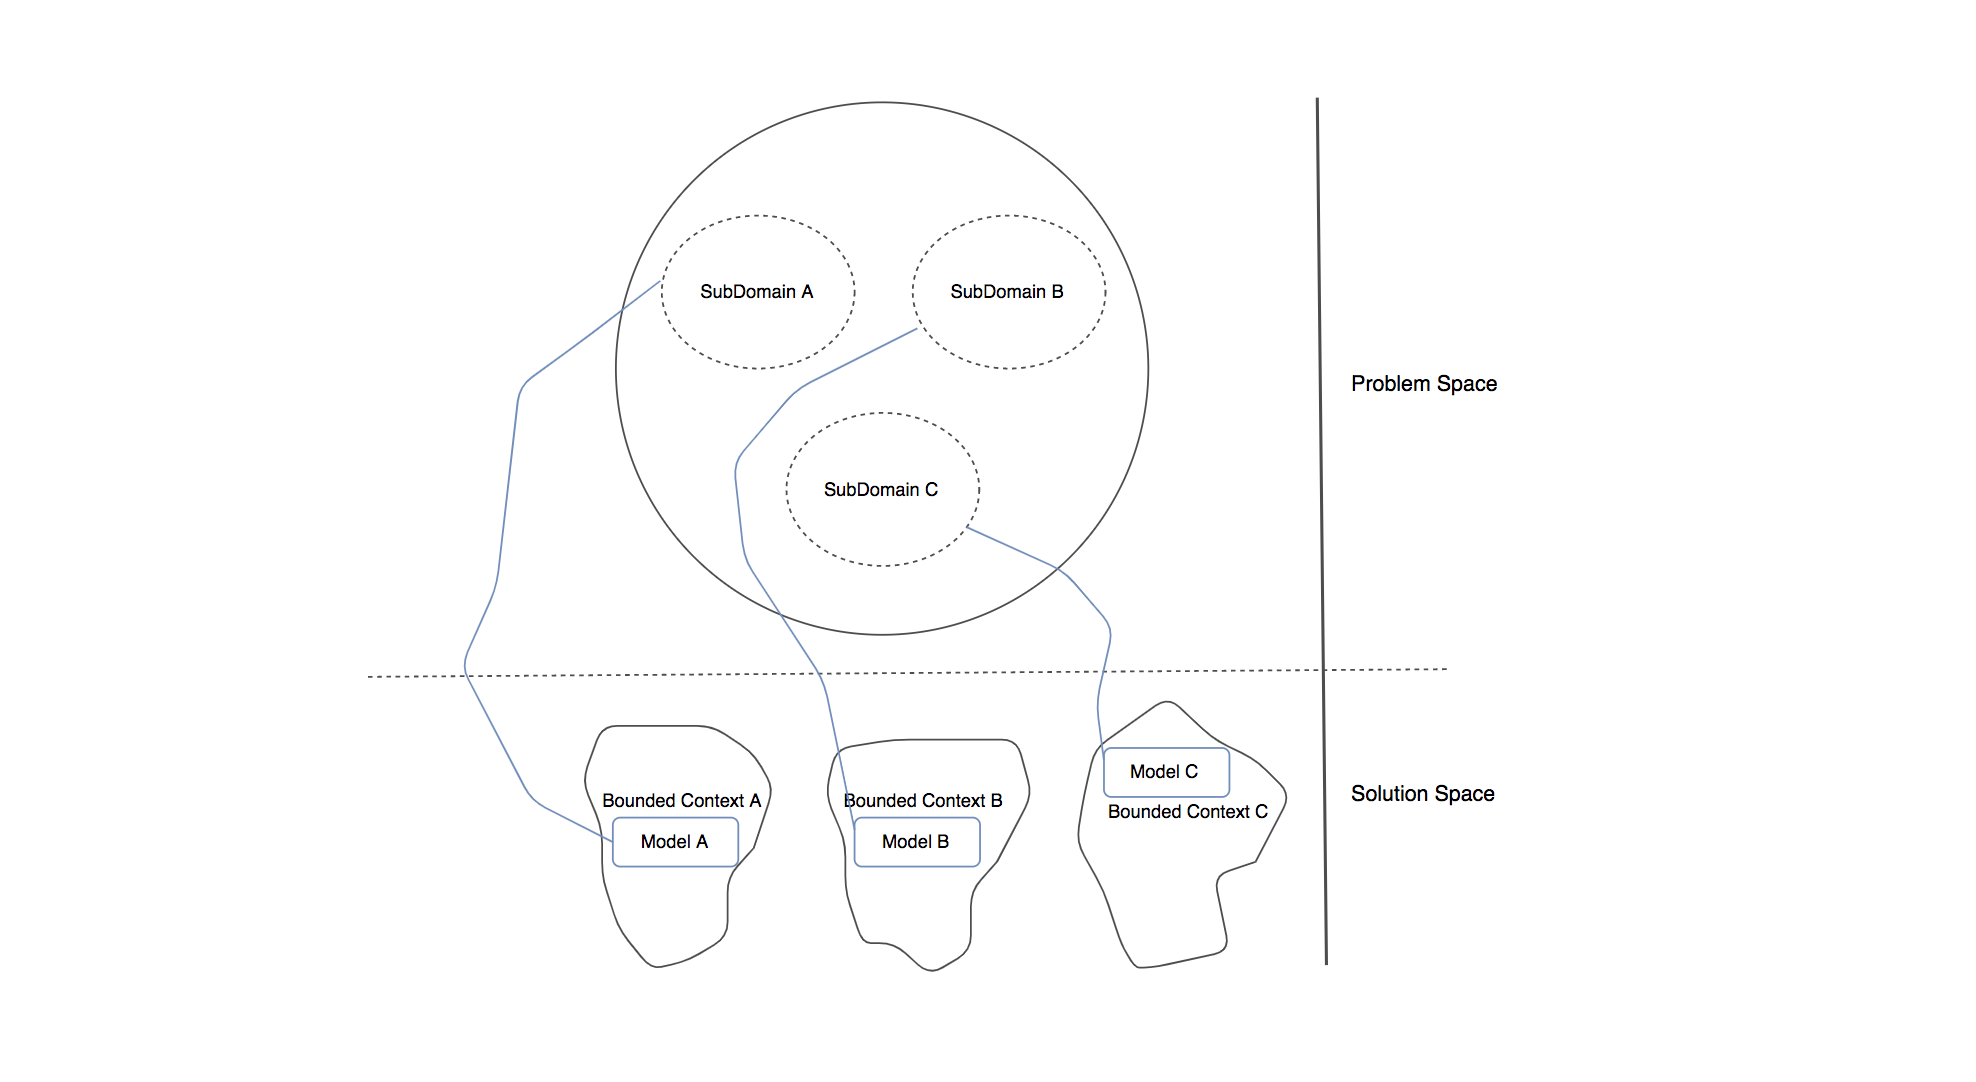 SubDomain A
SubDomain B
Problem Space
SubDomain C
Model C
Solution Space
Bounded Context A
Bounded Context B
Bounded Context C
Model A
Model B